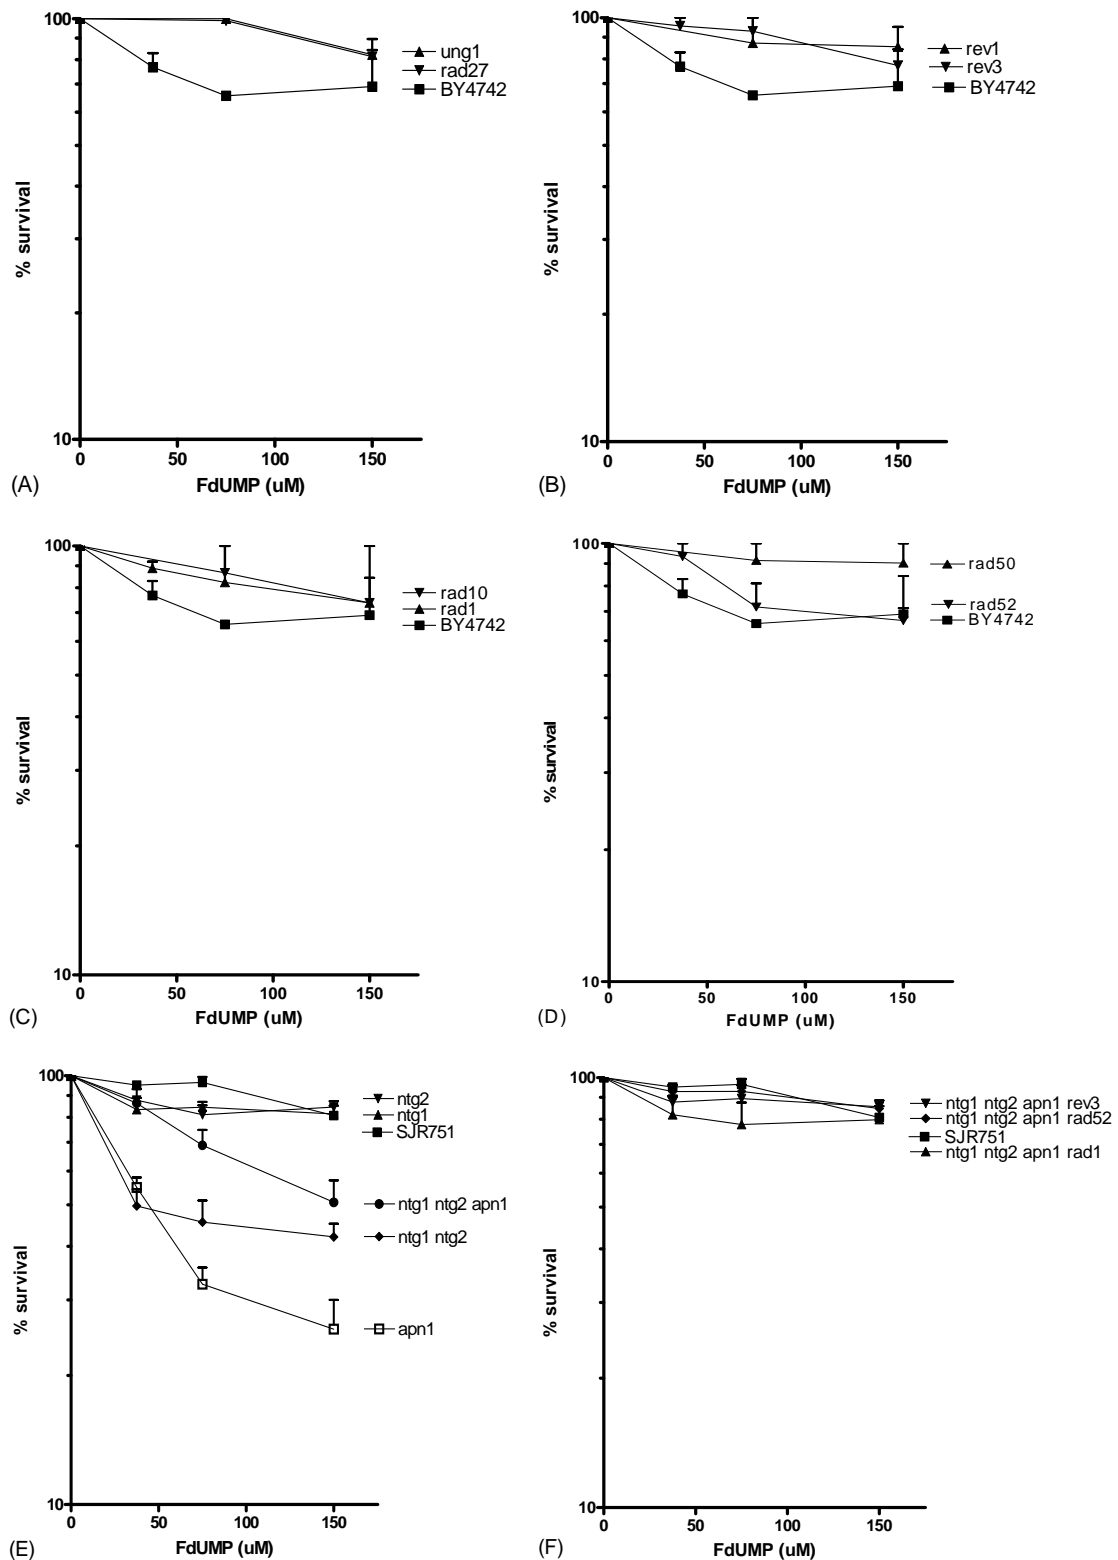 100
ung1
rad27
BY4742
% survival
10
0 50 100 150
(A)
FdUMP (uM)
100
rev1
rev3
BY4742
% survival
10
0 50 100 150
(B)
FdUMP (uM)
100
rad10
rad1
BY4742
% survival
10
0 50 100 150
(C)
FdUMP (uM)
100
rad50
rad52
BY4742
% survival
10
0 50 100 150
(D)
FdUMP (uM)
100
ntg2
ntg1
SJR751
ntg1 ntg2 apn1
ntg1 ntg2
apn1
% survival
10
0 50 100 150
(E)
FdUMP (uM)
100
ntg1 ntg2 apn1 rev3
ntg1 ntg2 apn1 rad52
SJR751
ntg1 ntg2 apn1 rad1
% survival
10
0 50 100 150
(F)
FdUMP (uM)